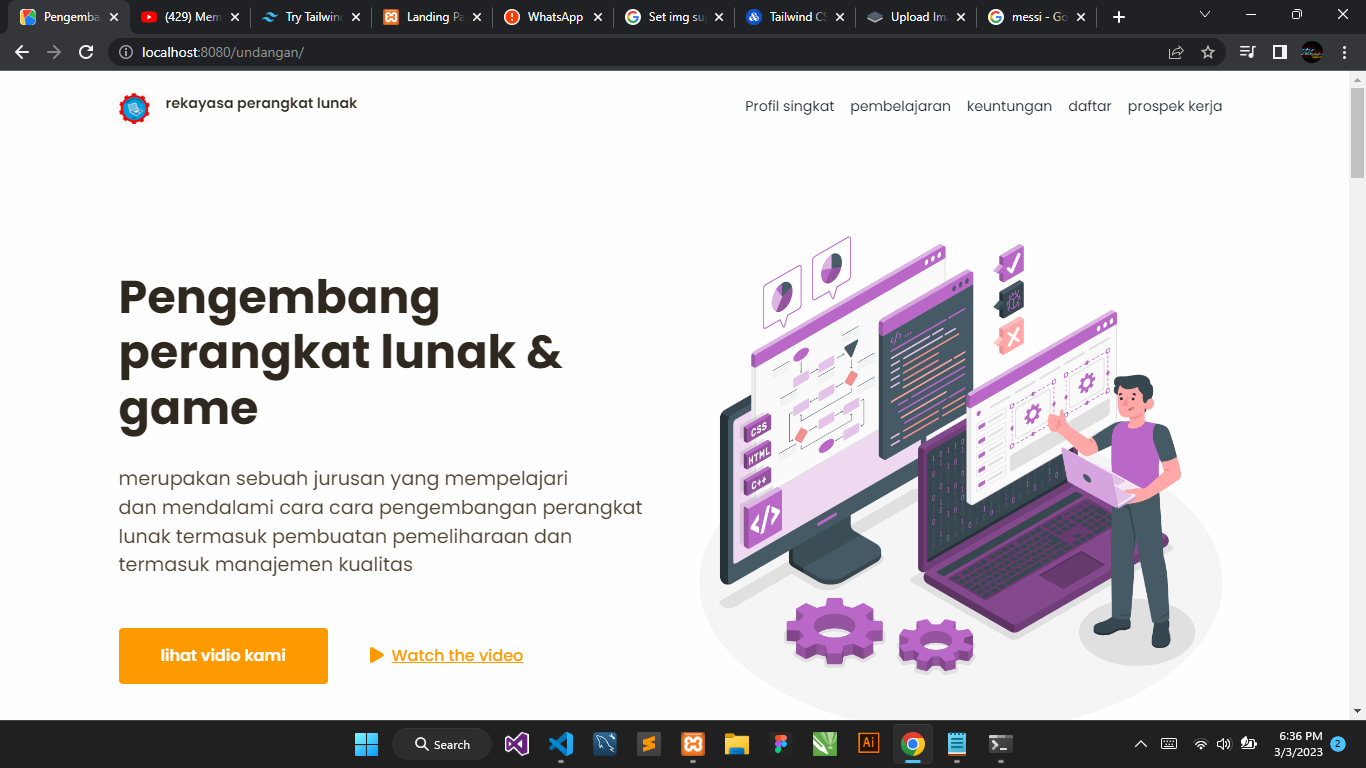 Pengemba
(429) Mem
Try Tailwin
Landing Pa
WhatsApp
Set img su
Tailwind CS
Upload Im
messi - Go
localhost:8080/undangan/
rekayasa perangkat lunak
Profil singkat pembelajaran keuntungan daftar prospek kerja
Pengembang
perangkat lunak &
game
merupakan sebuah jurusan yang mempelajari
dan mendalami cara cara pengembangan perangkat
lunak termasuk pembuatan pemeliharaan dan
termasuk manajemen kualitas
lihat vidio kami
Watch the video
CSS
HTML
C++
</>
</>...
Search
Ai
6:36 PM
3/3/2023
2